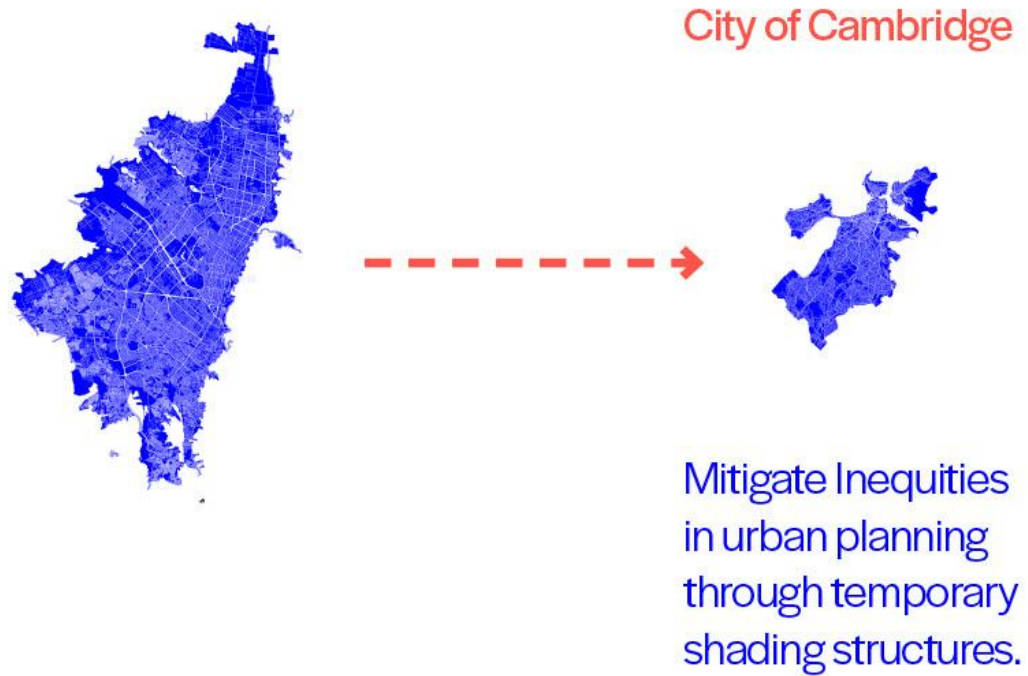 City of Cambridge
Mitigate Inequities
in urban planning
through temporary
shading structures.